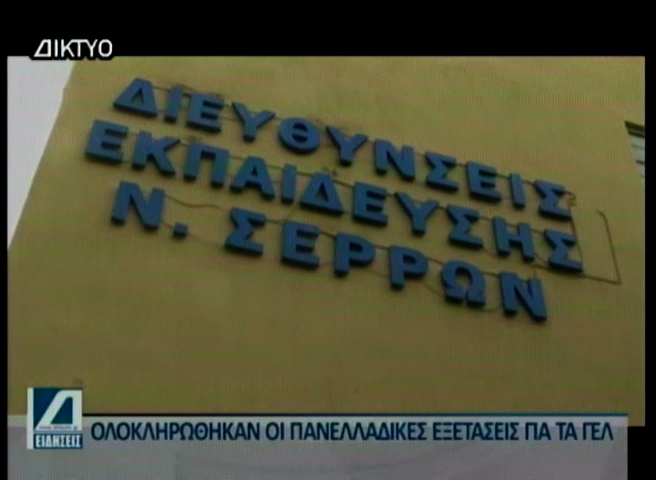 ΔΙΚΤΥΟ
ΔΙΕΥΘΥΝΣΕΙΣ
ΕΚΠΑΙΔΕΥΣΗΣ
Ν. ΣΕΡΡΩΝ
ΕΙΔΗΣΕΙΣ
ΟΛΟΚΛΗΡΩΘΗΚΑΝ ΟΙ ΠΑΝΕΛΛΑΔΙΚΕΣ ΕΞΕΤΑΣΕΙΣ ΓΙΑ ΤΑ ΓΕΛ